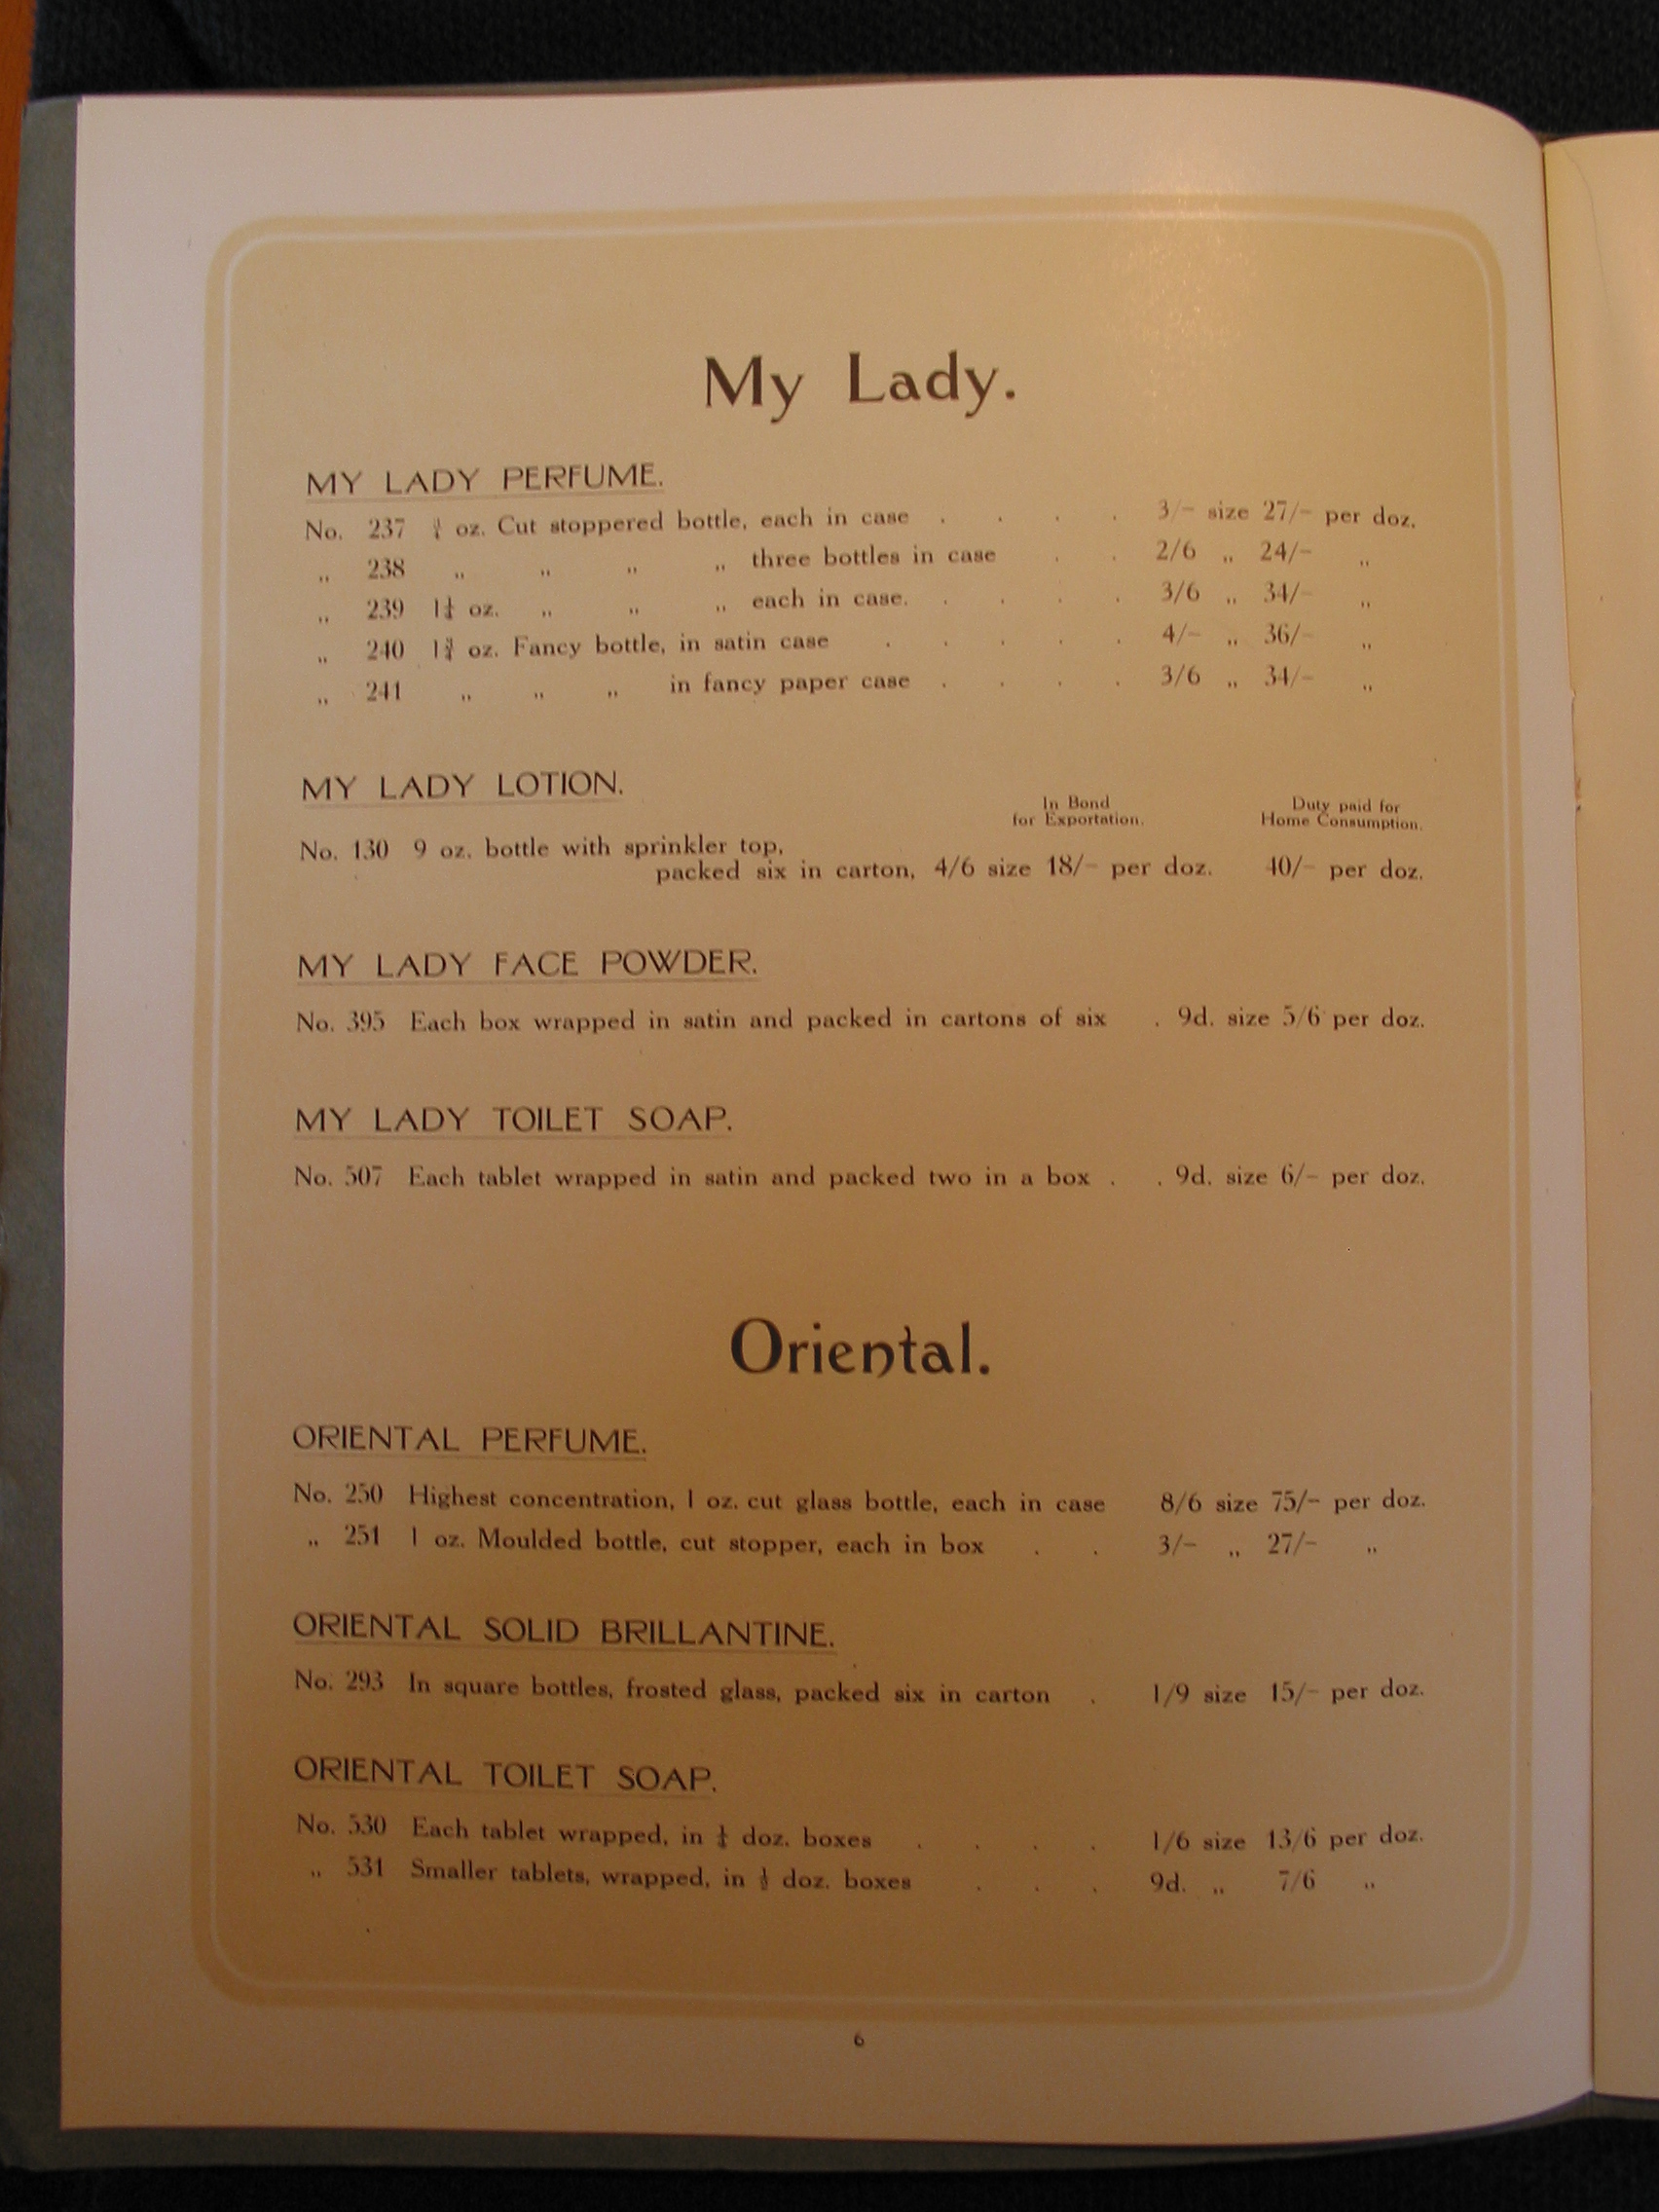 My Lady.
MY LADY PERFUME.
No. 237 ¾ oz. Cut stoppered bottle, each in case . . . . 3/- size 27/- per doz.
„ 238 „ „ „ „ three bottles in case . . 2/6 „ 24/- „
„ 239 1¼ oz. „ „ „ each in case. . . . . 3/6 „ 34/- „
„ 240 1¾ oz. Fancy bottle, in satin case . . . . . 4/- „ 36/- „
„ 241 „ „ „ in fancy paper case . . . . 3/6 „ 34/- „
MY LADY LOTION.
In Bond for Exportation.
Duty paid for Home Consumption.
No. 130 9 oz. bottle with sprinkler top,
packed six in carton, 4/6 size 18/- per doz. 40/- per doz.
MY LADY FACE POWDER.
No. 395 Each box wrapped in satin and packed in cartons of six . 9d. size 5/6 per doz.
MY LADY TOILET SOAP.
No. 507 Each tablet wrapped in satin and packed two in a box . . 9d. size 6/- per doz.
Oriental.
ORIENTAL PERFUME.
No. 250 Highest concentration, 1 oz. cut glass bottle, each in case 8/6 size 75/- per doz.
„ 251 1 oz. Moulded bottle, cut stopper, each in box . . 3/- „ 27/- „
ORIENTAL SOLID BRILLANTINE.
No. 293 In square bottles, frosted glass, packed six in carton . 1/9 size 15/- per doz.
ORIENTAL TOILET SOAP.
No. 530 Each tablet wrapped, in ¼ doz. boxes . . . . 1/6 size 13/6 per doz.
„ 531 Smaller tablets, wrapped, in doz. boxes . . . 9d. „ 7/6 „
6